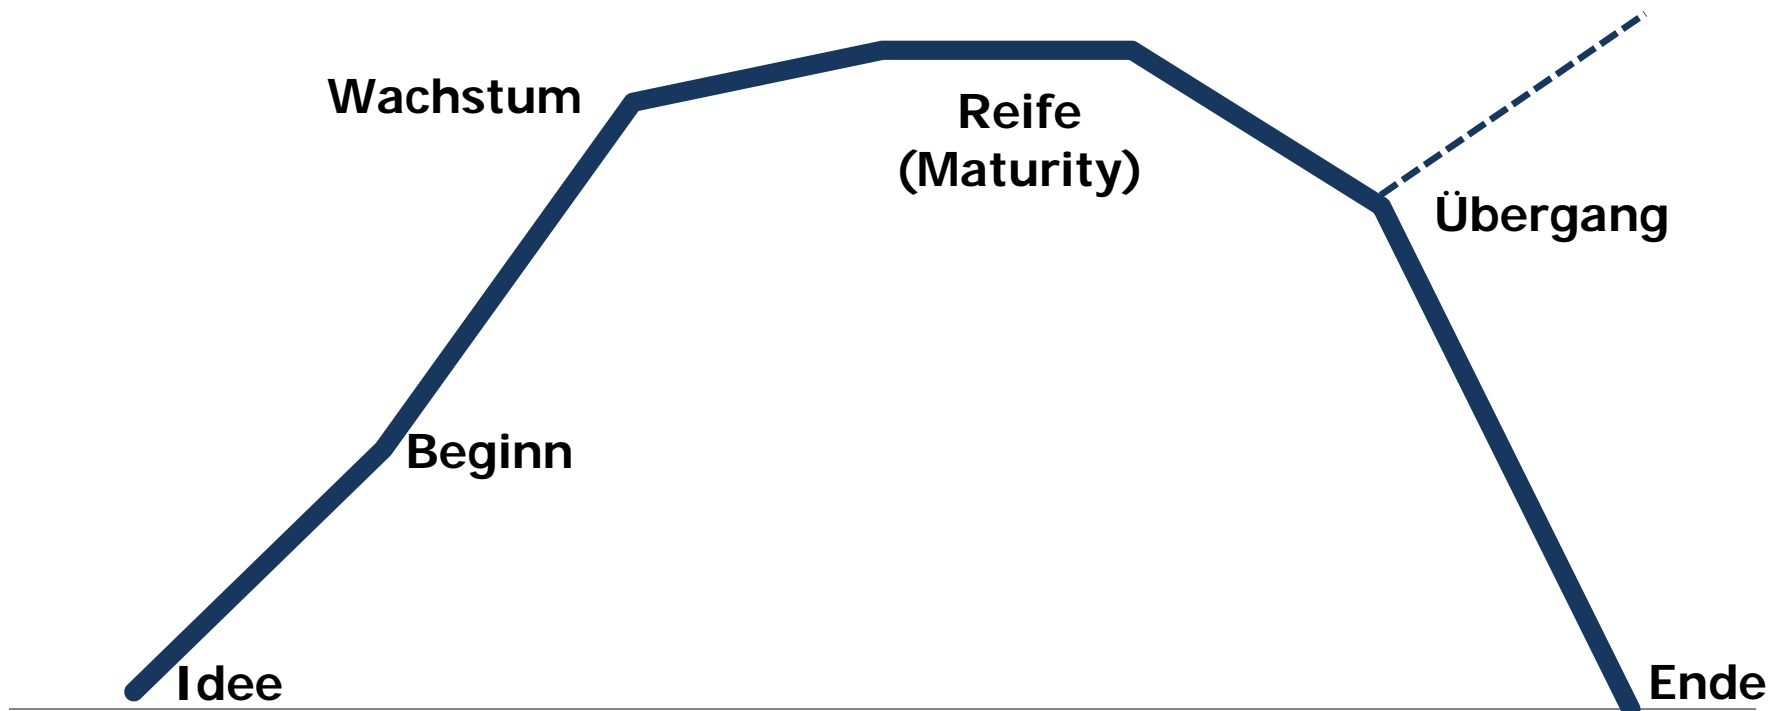 Wachstum
Reife
(Maturity)
Übergang
Beginn
Idee
Ende